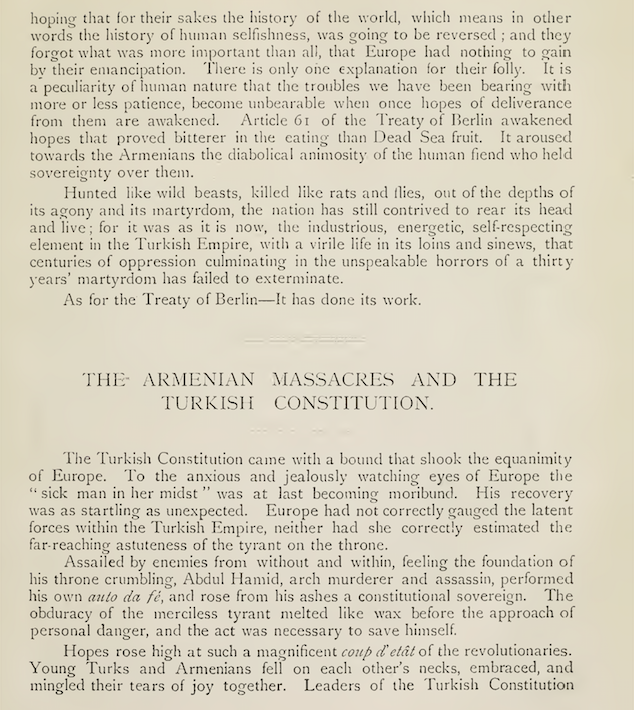 hoping that for their sakes the history of the world, which means in other
words the history of human selfishness, was going to be reversed ; and they
forgot what was more important than all, that Europe had nothing to gain
by their emancipation. There is only one explanation for their folly. It is
a peculiarity of human nature that the troubles we have been bearing with
more or less patience, become unbearable when once hopes of deliverance
from them are awakened. Article 61 of the Treaty of Berlin awakened
hopes that proved bitterer in the eating than Dead Sea fruit. It aroused
towards the Armenians the diabolical animosity of the human fiend who held
sovereignty over them.
Hunted like wild beasts, killed like rats and flies, out of the depths of
its agony and its martyrdom, the nation has still contrived to rear its head
and live ; for it was as it is now, the industrious, energetic, self-respecting
element in the Turkish Empire, with a virile life in its loins and sinews, that
centuries of oppression culminating in the unspeakable horrors of a thirty
years' martyrdom has failed to exterminate.
As for the Treaty of Berlin—It has done its work.
THE ARMENIAN MASSACRES AND THE
TURKISH CONSTITUTION.
The Turkish Constitution came with a bound that shook the equanimity
of Europe. To the anxious and jealously watching eyes of Europe the
" sick man in her midst " was at last becoming moribund. His recovery
was as startling as unexpected. Europe had not correctly gauged the latent
forces within the Turkish Empire, neither had she correctly estimated the
far-reaching astuteness of the tyrant on the throne.
Assailed by enemies from without and within, feeling the foundation of
his throne crumbling, Abdul Hamid, arch murderer and assassin, performed
his own auto da fé, and rose from his ashes a constitutional sovereign. The
obduracy of the merciless tyrant melted like wax before the approach of
personal danger, and the act was necessary to save himself.
Hopes rose high at such a magnificent coup d'etât of the revolutionaries.
Young Turks and Armenians fell on each other's necks, embraced, and
mingled their tears of joy together. Leaders of the Turkish Constitution